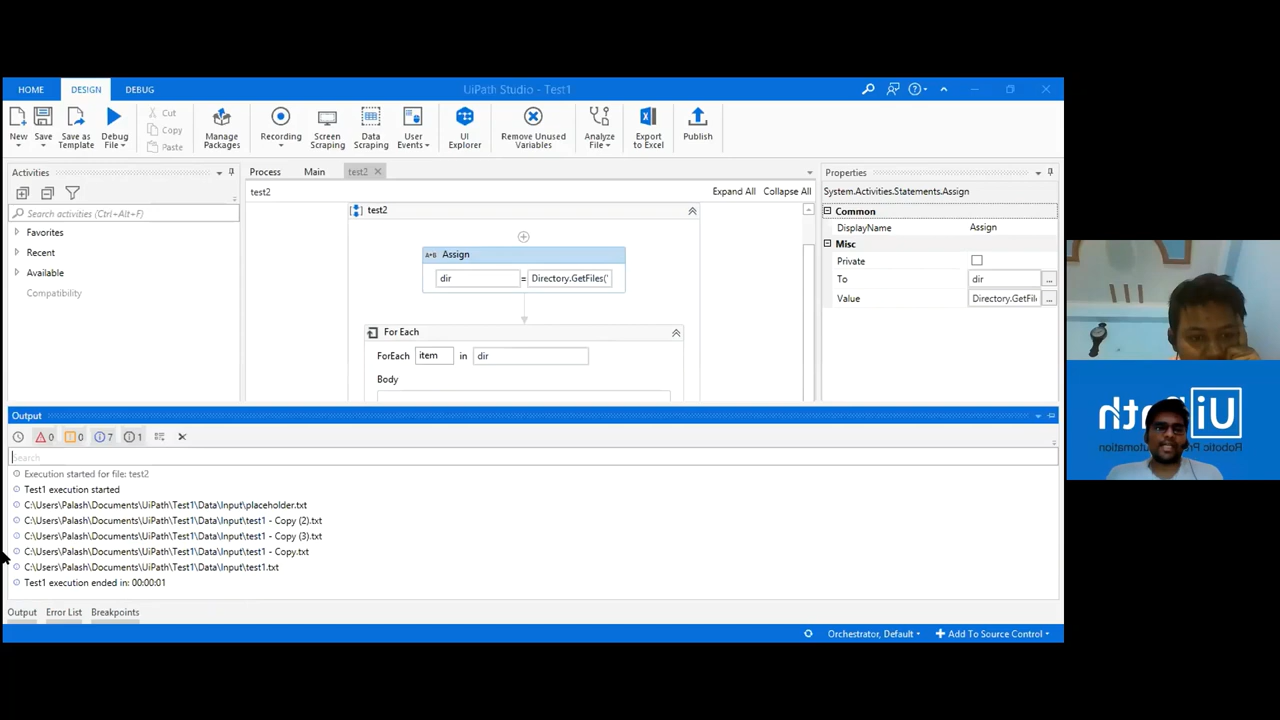 HOME DESIGN DEBUG UiPath Studio - Test1
New Save Save as Template Debug File Cut Copy Paste Manage Packages Recording Screen Scraping Data Scraping User Events UI Explorer Remove Unused Variables Analyze File Export to Excel Publish
Activities
Search activities (Ctrl+Alt+F)
Favorites
Recent
Available
Compatibility
Process Main test2
test2 Expand All Collapse All
test2
A+B Assign
dir = Directory.GetFiles("
For Each
ForEach item in dir
Body
Properties
System.Activities.Statements.Assign
Common
DisplayName Assign
Misc
Private
To dir ...
Value Directory.GetFil ...
Output
0 0 7 1
Search
Execution started for file: test2
Test1 execution started
C:\Users\Palash\Documents\UiPath\Test1\Data\Input\placeholder.txt
C:\Users\Palash\Documents\UiPath\Test1\Data\Input\test1 - Copy (2).txt
C:\Users\Palash\Documents\UiPath\Test1\Data\Input\test1 - Copy (3).txt
C:\Users\Palash\Documents\UiPath\Test1\Data\Input\test1 - Copy.txt
C:\Users\Palash\Documents\UiPath\Test1\Data\Input\test1.txt
Test1 execution ended in: 00:00:01
Output Error List Breakpoints
Orchestrator, Default Add To Source Control